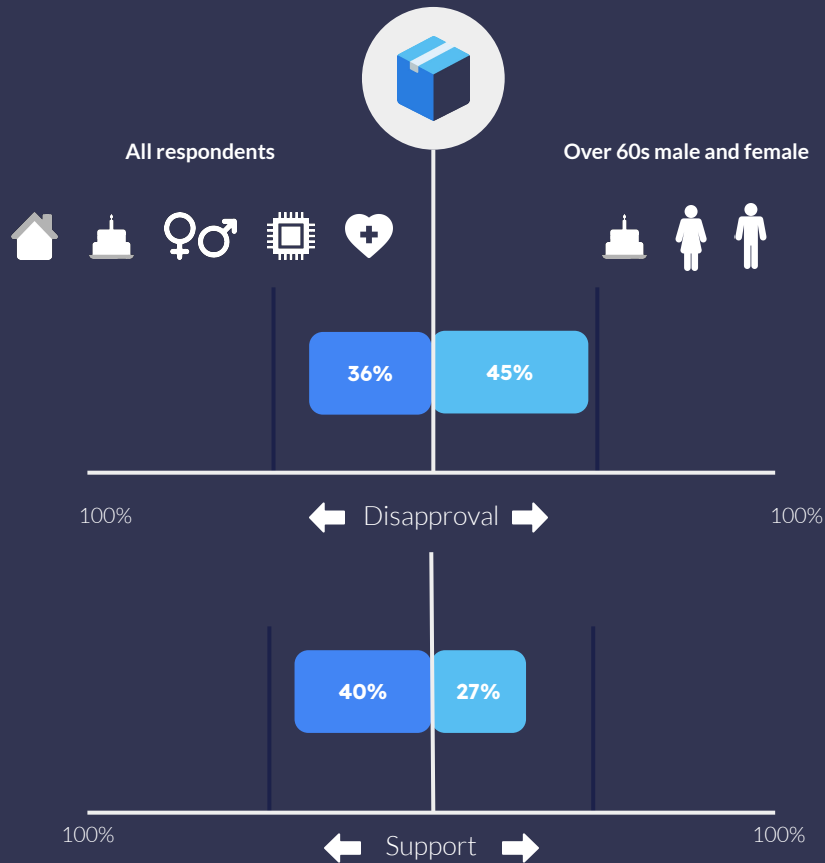 All respondents
Over 60s male and female
36%
45%
100%
Disapproval
100%
40%
27%
100%
Support
100%